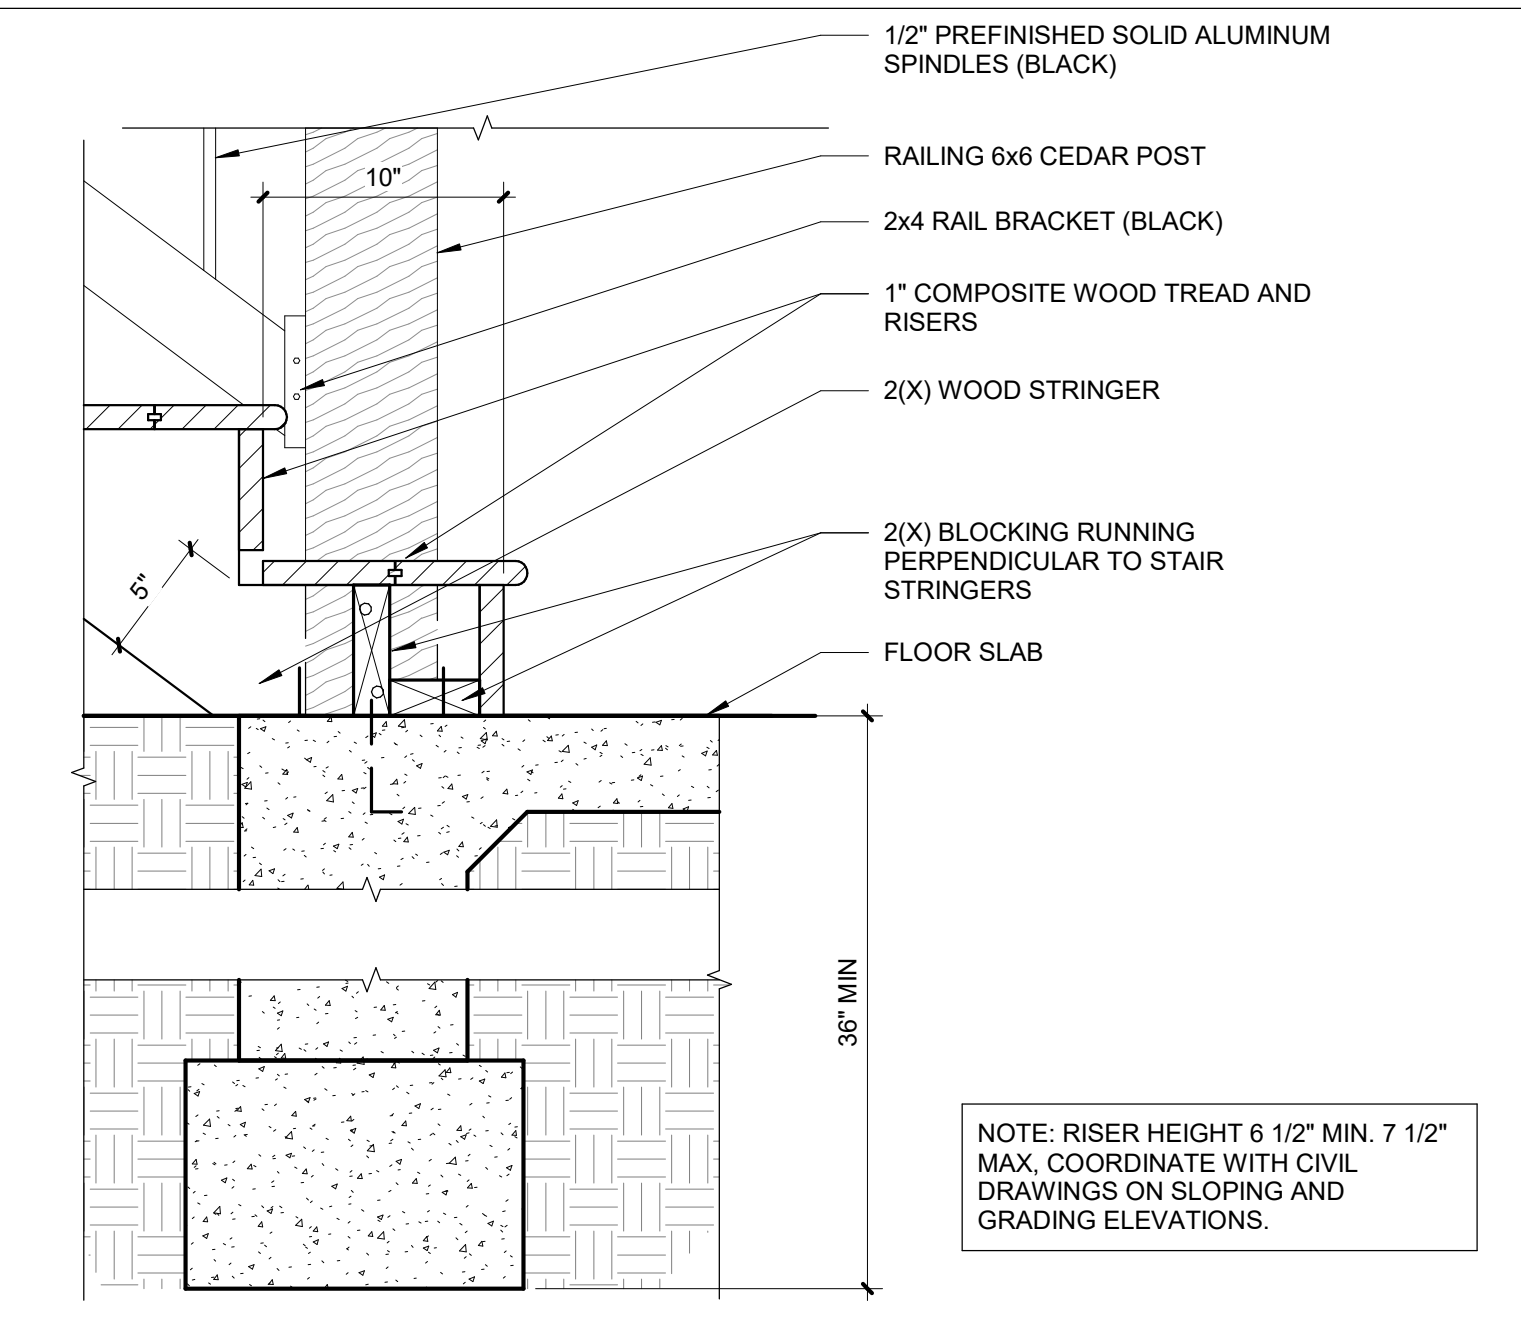 1/2" PREFINISHED SOLID ALUMINUM
SPINDLES (BLACK)
RAILING 6x6 CEDAR POST
10"
2x4 RAIL BRACKET (BLACK)
1" COMPOSITE WOOD TREAD AND
RISERS
2(X) WOOD STRINGER
2(X) BLOCKING RUNNING
PERPENDICULAR TO STAIR
STRINGERS
5"
FLOOR SLAB
36" MIN
NOTE: RISER HEIGHT 6 1/2" MIN. 7 1/2"
MAX, COORDINATE WITH CIVIL
DRAWINGS ON SLOPING AND
GRADING ELEVATIONS.